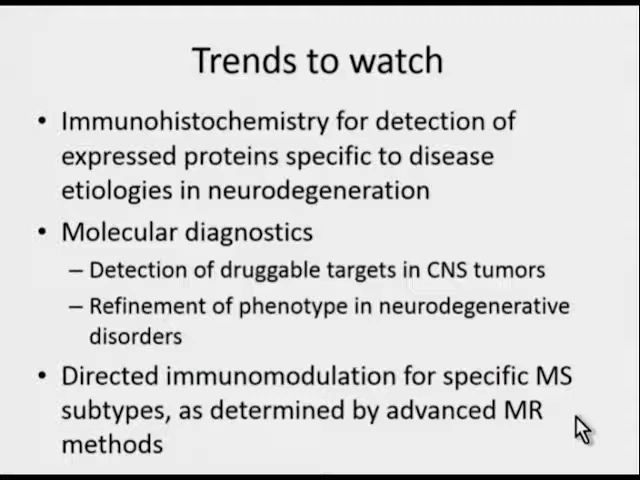 Trends to watch
• Immunohistochemistry for detection of
expressed proteins specific to disease
etiologies in neurodegeneration
• Molecular diagnostics
– Detection of druggable targets in CNS tumors
– Refinement of phenotype in neurodegenerative
disorders
• Directed immunomodulation for specific MS
subtypes, as determined by advanced MR
methods